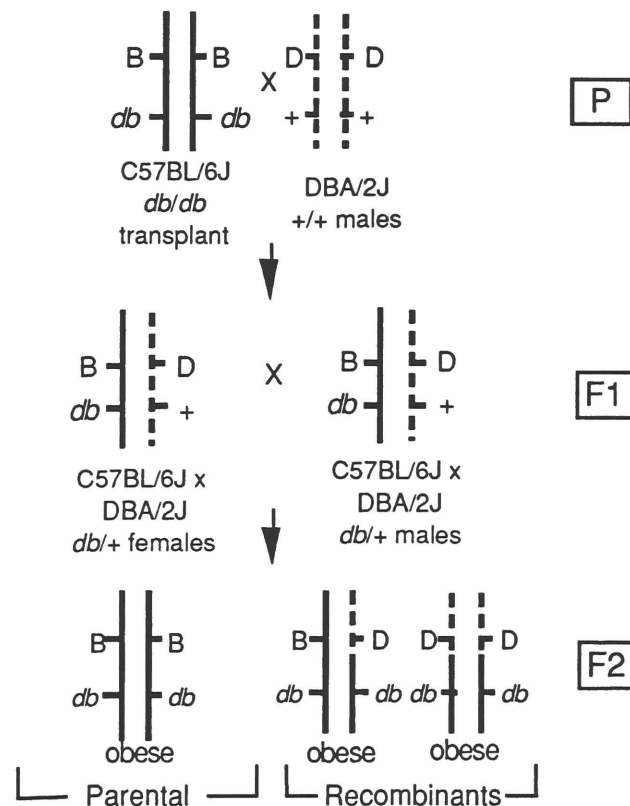 B B D D
X
P
db db + +
C57BL/6J
db/db
transplant
DBA/2J
+/+ males
B D X B D
F1
db + db +
C57BL/6J x
DBA/2J
db/+ females
C57BL/6J x
DBA/2J
db/+ males
B B B D D D
F2
db db db db db db
obese obese obese
Parental Recombinants